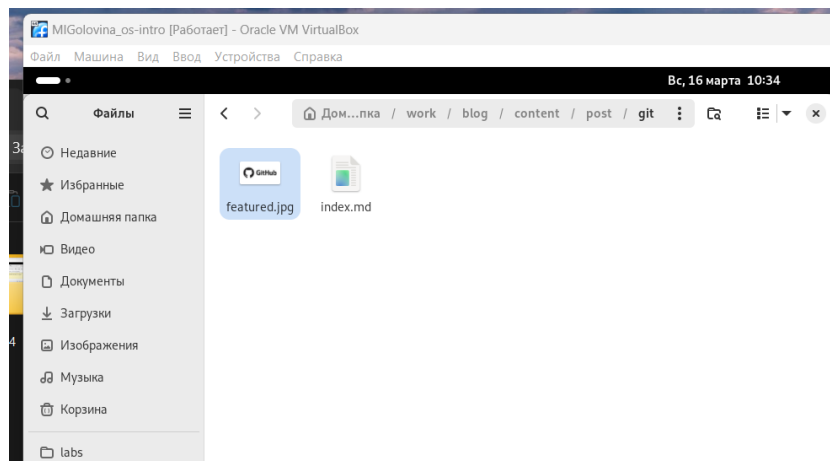 MIGolovina_os-intro [Работает] - Oracle VM VirtualBox
Файл Машина Вид Ввод Устройства Справка
Вс, 16 марта 10:34
Файлы
Дом...пка / work / blog / content / post / git
Недавние
Избранные
Домашняя папка
Видео
Документы
Загрузки
Изображения
Музыка
Корзина
labs
GitHub
featured.jpg index.md
За
4